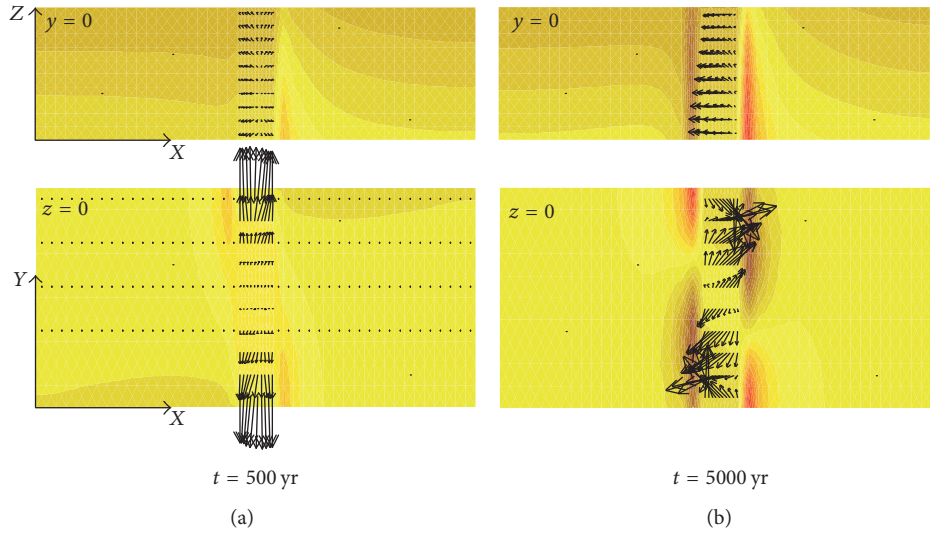 Z
y = 0
X
y = 0
z = 0
Y
X
z = 0
t = 500 yr
t = 5000 yr
(a)
(b)